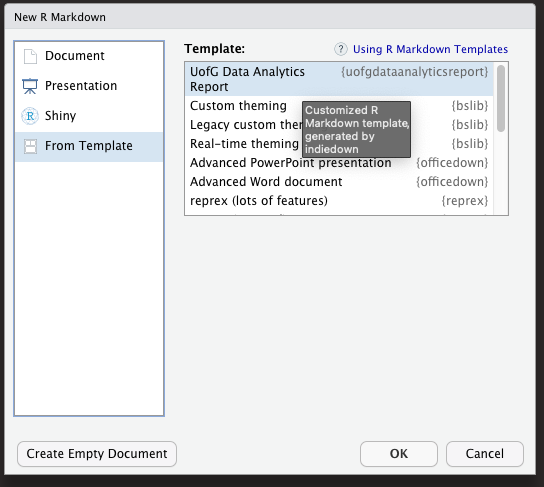 New R Markdown
Document
Presentation
R Shiny
From Template
Template:
? Using R Markdown Templates
UofG Data Analytics {uofgdataanalyticsreport}
Report
Custom theming {bslib}
Legacy custom ther {bslib}
Real-time theming {bslib}
Advanced PowerPoint presentation {officedown}
Advanced Word document {officedown}
reprex (lots of features) {reprex}
Customized R
Markdown template,
generated by
indiedown
Create Empty Document
OK
Cancel